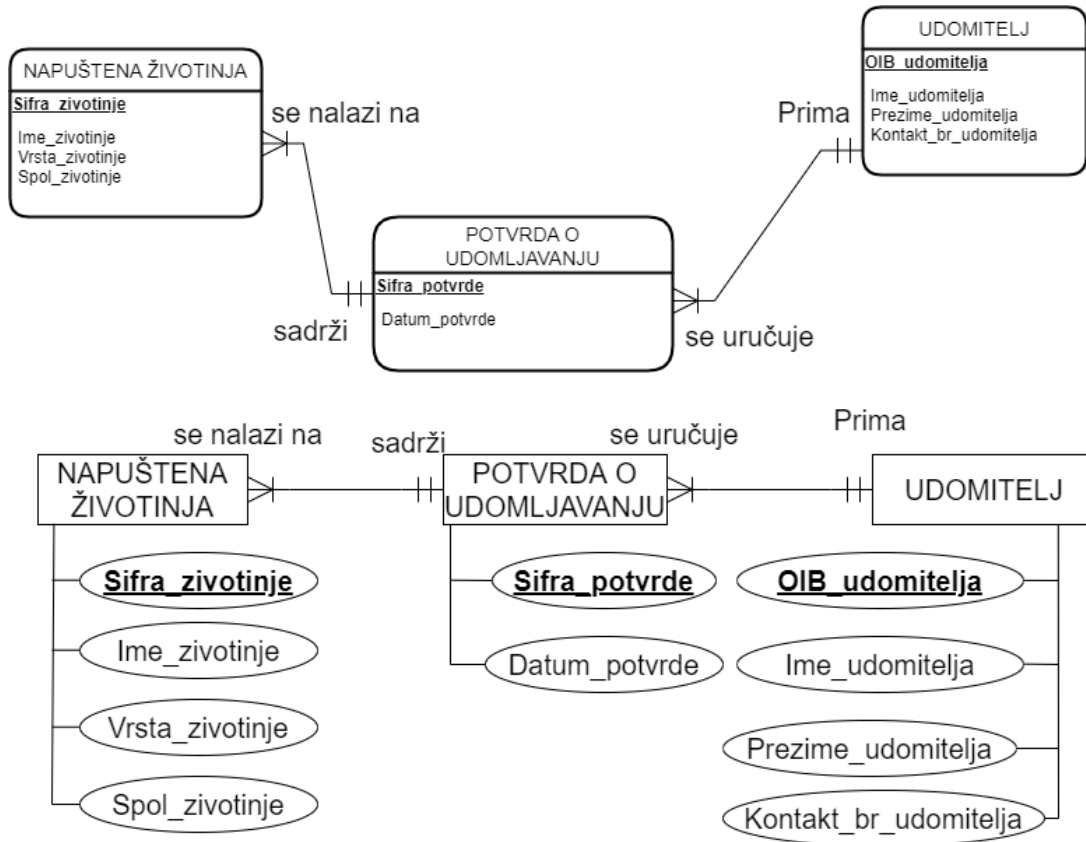 NAPUŠTENA ŽIVOTINJA
Sifra_zivotinje
Ime_zivotinje
Vrsta_zivotinje
Spol_zivotinje
se nalazi na
sadrži
POTVRDA O
UDOMLJAVANJU
Sifra_potvrde
Datum_potvrde
se uručuje
Prima
UDOMITELJ
OIB_udomitelja
Ime_udomitelja
Prezime_udomitelja
Kontakt_br_udomitelja
se nalazi na
sadrži
se uručuje
Prima
NAPUŠTENA
ŽIVOTINJA
POTVRDA O
UDOMLJAVANJU
UDOMITELJ
Sifra_zivotinje
Ime_zivotinje
Vrsta_zivotinje
Spol_zivotinje
Sifra_potvrde
Datum_potvrde
OIB_udomitelja
Ime_udomitelja
Prezime_udomitelja
Kontakt_br_udomitelja